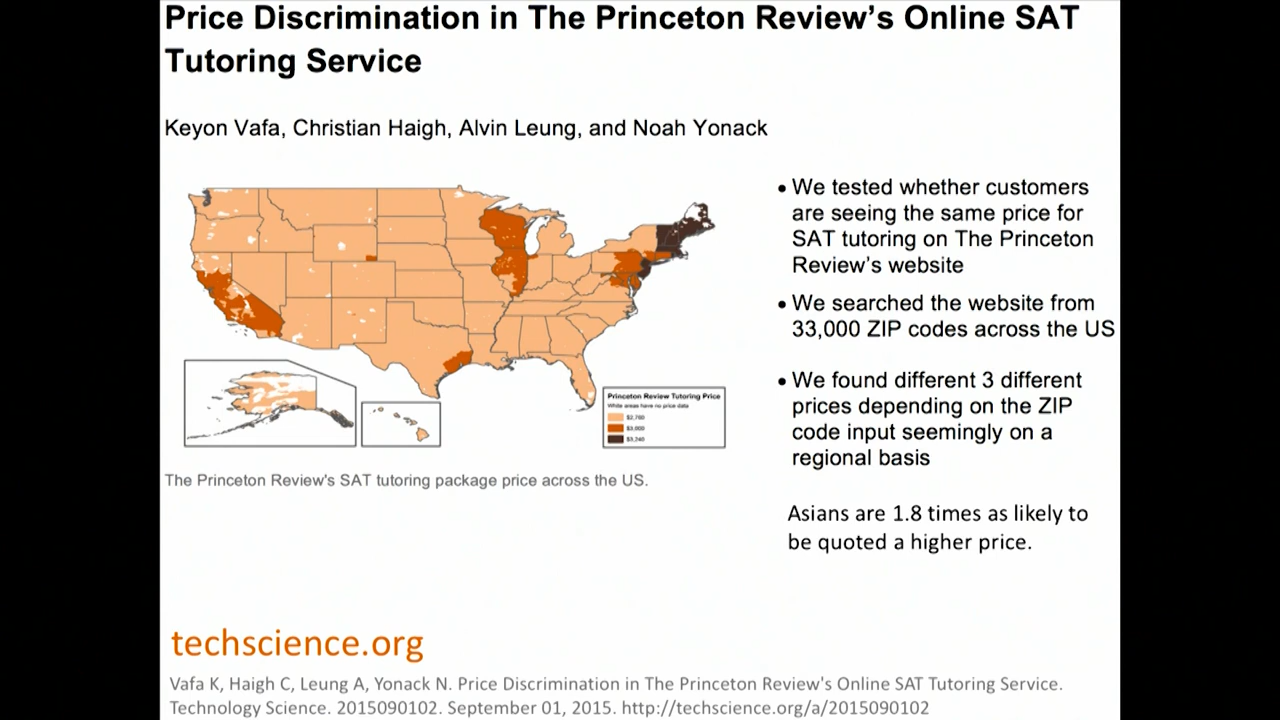 Price Discrimination in The Princeton Review's Online SAT
Tutoring Service
Keyon Vafa, Christian Haigh, Alvin Leung, and Noah Yonack
• We tested whether customers
are seeing the same price for
SAT tutoring on The Princeton
Review's website
• We searched the website from
33,000 ZIP codes across the US
• We found different 3 different
prices depending on the ZIP
code input seemingly on a
regional basis
Asians are 1.8 times as likely to
be quoted a higher price.
Princeton Review Tutoring Price
White areas have no price data
The Princeton Review's SAT tutoring package price across the US.
techscience.org
Vafa K, Haigh C, Leung A, Yonack N. Price Discrimination in The Princeton Review's Online SAT Tutoring Service.
Technology Science. 2015090102. September 01, 2015. http://techscience.org/a/2015090102